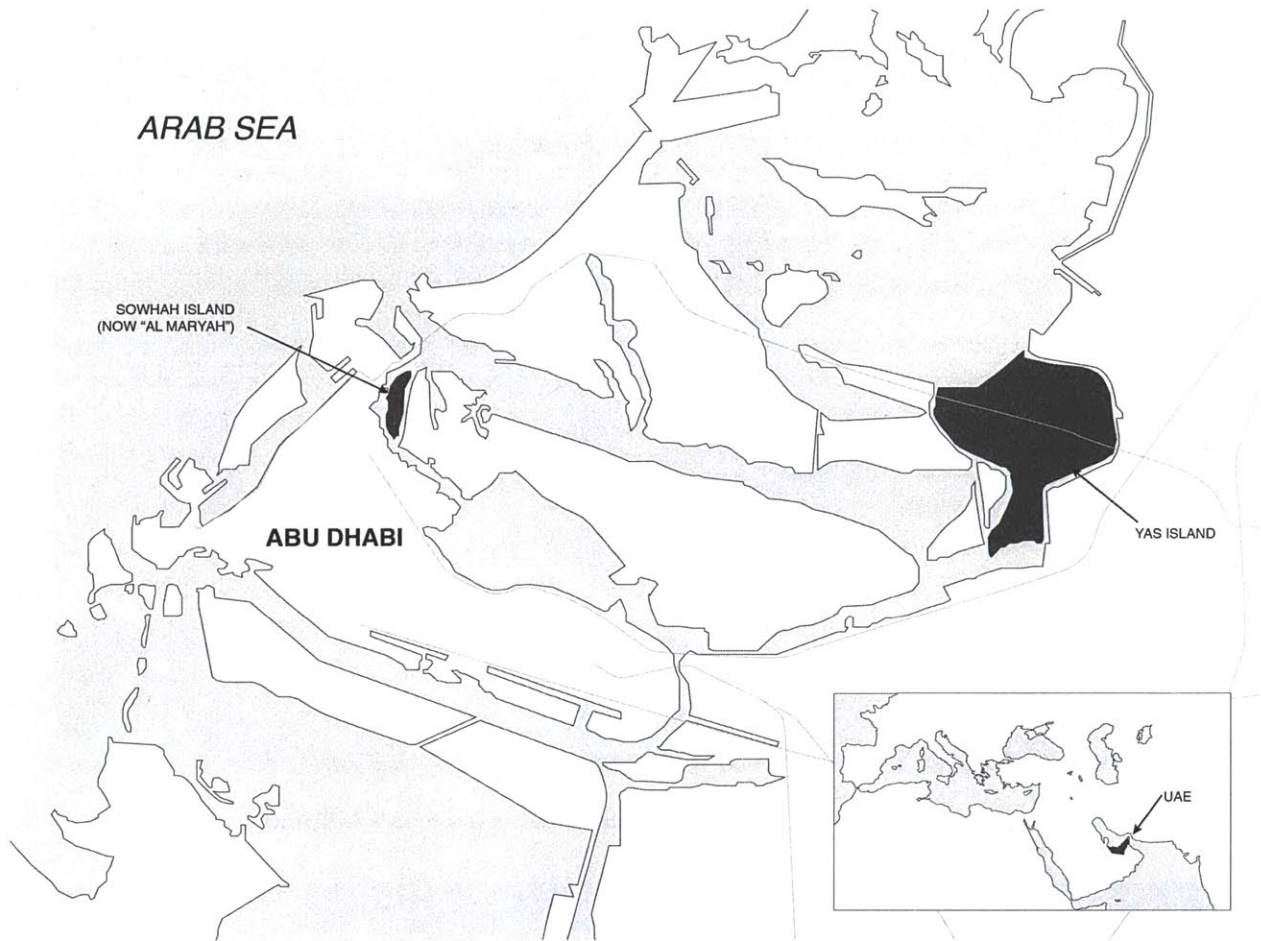 ARAB SEA
SOWHAH ISLAND
(NOW "AL MARYAH")
ABU DHABI
YAS ISLAND
UAE